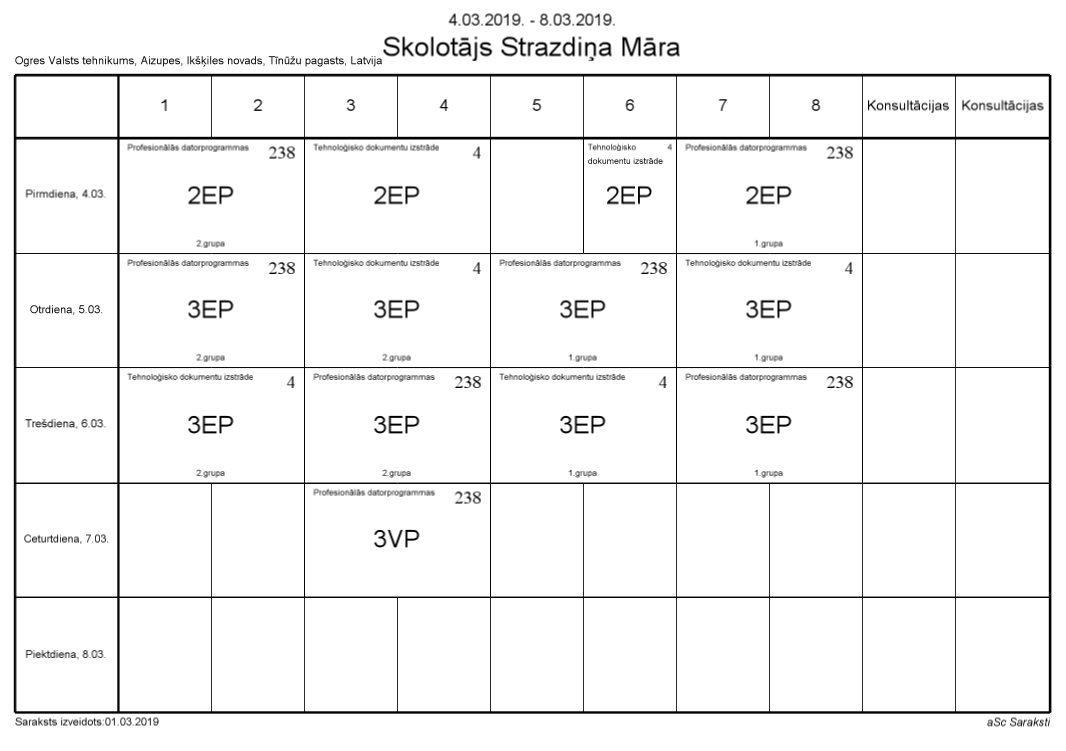 4.03.2019. - 8.03.2019.
Skolotājs Strazdiņa Māra
Ogres Valsts tehnikums, Aizupes, Ikšķiles novads, Tīnūžu pagasts, Latvija
1 2 3 4 5 6 7 8 Konsultācijas Konsultācijas
Pirmdiena, 4.03.
Profesionālās datorprogrammas 238
2EP
2.grupa
Tehnoloģisko dokumentu izstrāde 4
2EP
Tehnoloģisko 4
dokumentu izstrāde
2EP
Profesionālās datorprogrammas 238
2EP
1.grupa
Otrdiena, 5.03.
Profesionālās datorprogrammas 238
3EP
2.grupa
Tehnoloģisko dokumentu izstrāde 4
3EP
2.grupa
Profesionālās datorprogrammas 238
3EP
1.grupa
Tehnoloģisko dokumentu izstrāde 4
3EP
1.grupa
Trešdiena, 6.03.
Tehnoloģisko dokumentu izstrāde 4
3EP
2.grupa
Profesionālās datorprogrammas 238
3EP
2.grupa
Tehnoloģisko dokumentu izstrāde 4
3EP
1.grupa
Profesionālās datorprogrammas 238
3EP
1.grupa
Ceturtdiena, 7.03.
Profesionālās datorprogrammas 238
3VP
Piektdiena, 8.03.
Saraksts izveidots:01.03.2019
aSc Saraksti